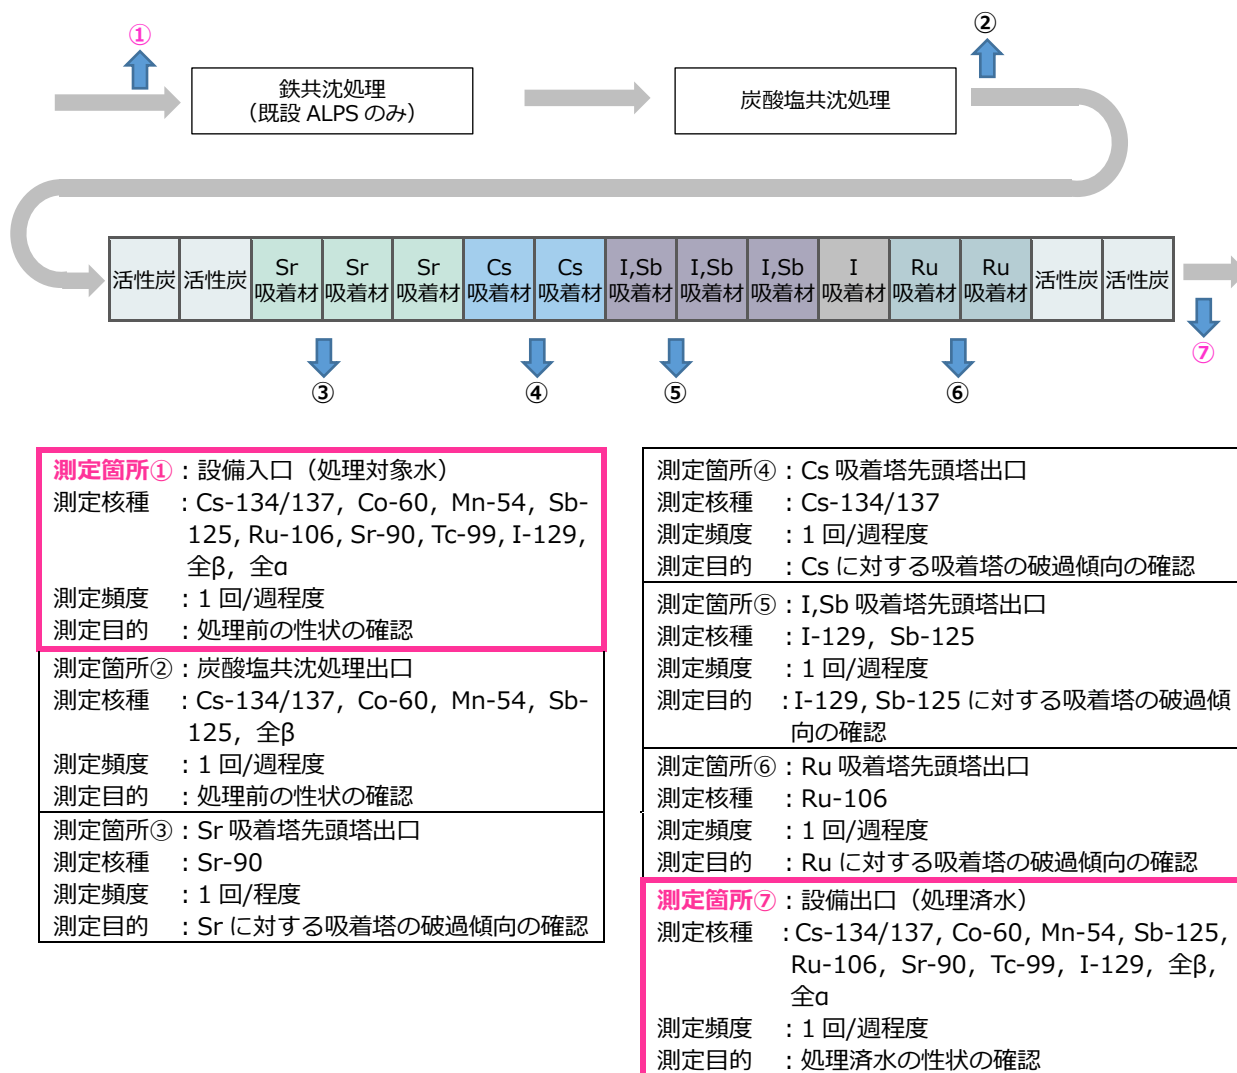 ①
②
鉄共沈処理
（既設 ALPS のみ）
炭酸塩共沈処理
活性炭
活性炭
Sr
吸着材
Sr
吸着材
Sr
吸着材
Cs
吸着材
Cs
吸着材
I,Sb
吸着材
I,Sb
吸着材
I,Sb
吸着材
I
吸着材
Ru
吸着材
Ru
吸着材
活性炭
活性炭
③
④
⑤
⑥
⑦
測定箇所①：設備入口（処理対象水）
測定核種　：Cs-134/137, Co-60, Mn-54, Sb-
125, Ru-106, Sr-90, Tc-99, I-129,
全β, 全α
測定頻度　：1 回/週程度
測定目的　：処理前の性状の確認
測定箇所②：炭酸塩共沈処理出口
測定核種　：Cs-134/137, Co-60, Mn-54, Sb-
125, 全β
測定頻度　：1 回/週程度
測定目的　：処理前の性状の確認
測定箇所③：Sr 吸着塔先頭塔出口
測定核種　：Sr-90
測定頻度　：1 回/程度
測定目的　：Sr に対する吸着塔の破過傾向の確認
測定箇所④：Cs 吸着塔先頭塔出口
測定核種　：Cs-134/137
測定頻度　：1 回/週程度
測定目的　：Cs に対する吸着塔の破過傾向の確認
測定箇所⑤：I,Sb 吸着塔先頭塔出口
測定核種　：I-129, Sb-125
測定頻度　：1 回/週程度
測定目的　：I-129, Sb-125 に対する吸着塔の破過傾
向の確認
測定箇所⑥：Ru 吸着塔先頭塔出口
測定核種　：Ru-106
測定頻度　：1 回/週程度
測定目的　：Ru に対する吸着塔の破過傾向の確認
測定箇所⑦：設備出口（処理済水）
測定核種　：Cs-134/137, Co-60, Mn-54, Sb-125,
Ru-106, Sr-90, Tc-99, I-129, 全β,
全α
測定頻度　：1 回/週程度
測定目的　：処理済水の性状の確認